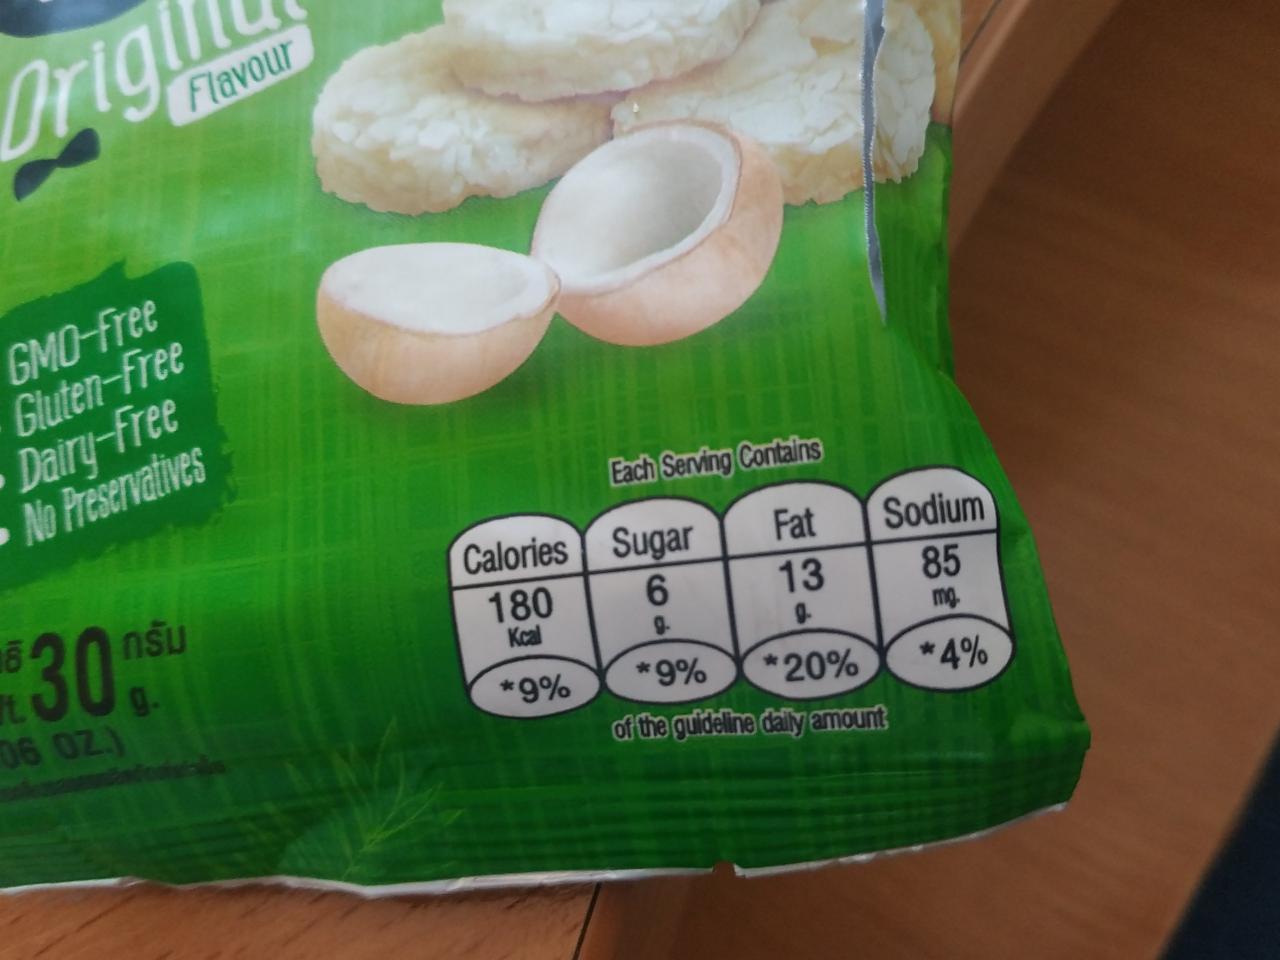 Original
Flavour
GMO-Free
Gluten-Free
• Dairy-Free
• No Preservatives
30 กรัม
g.
06 OZ.)
Each Serving Contains
Calories Sugar Fat Sodium
180 6 13 85
Kcal g. g. mg.
*9% *9% *20% *4%
of the guideline daily amount